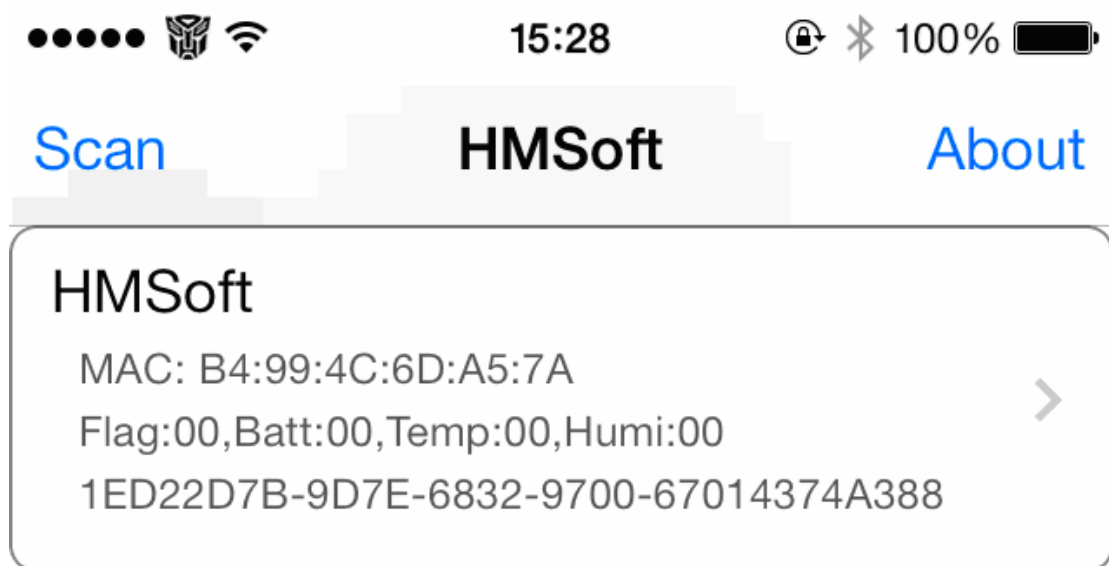 15:28 100%
Scan HMSoft About
HMSoft
MAC: B4:99:4C:6D:A5:7A
Flag:00,Batt:00,Temp:00,Humi:00
1ED22D7B-9D7E-6832-9700-67014374A388